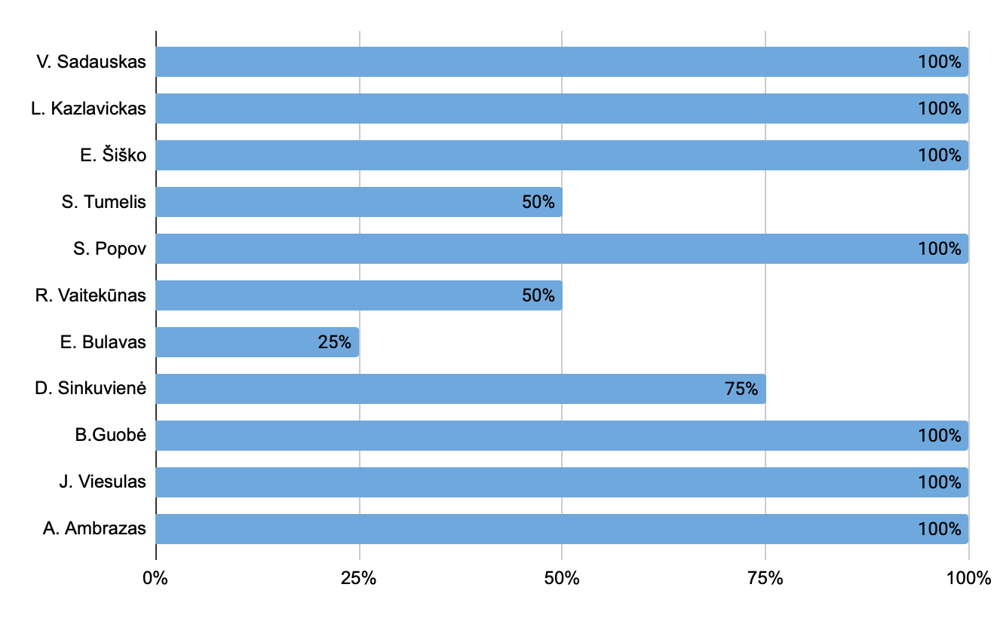 V. Sadauskas 100%
L. Kazlavickas 100%
E. Šiško 100%
S. Tumelis 50%
S. Popov 100%
R. Vaitekūnas 50%
E. Bulavas 25%
D. Sinkuvienė 75%
B.Guobė 100%
J. Viesulas 100%
A. Ambrazas 100%
0% 25% 50% 75% 100%